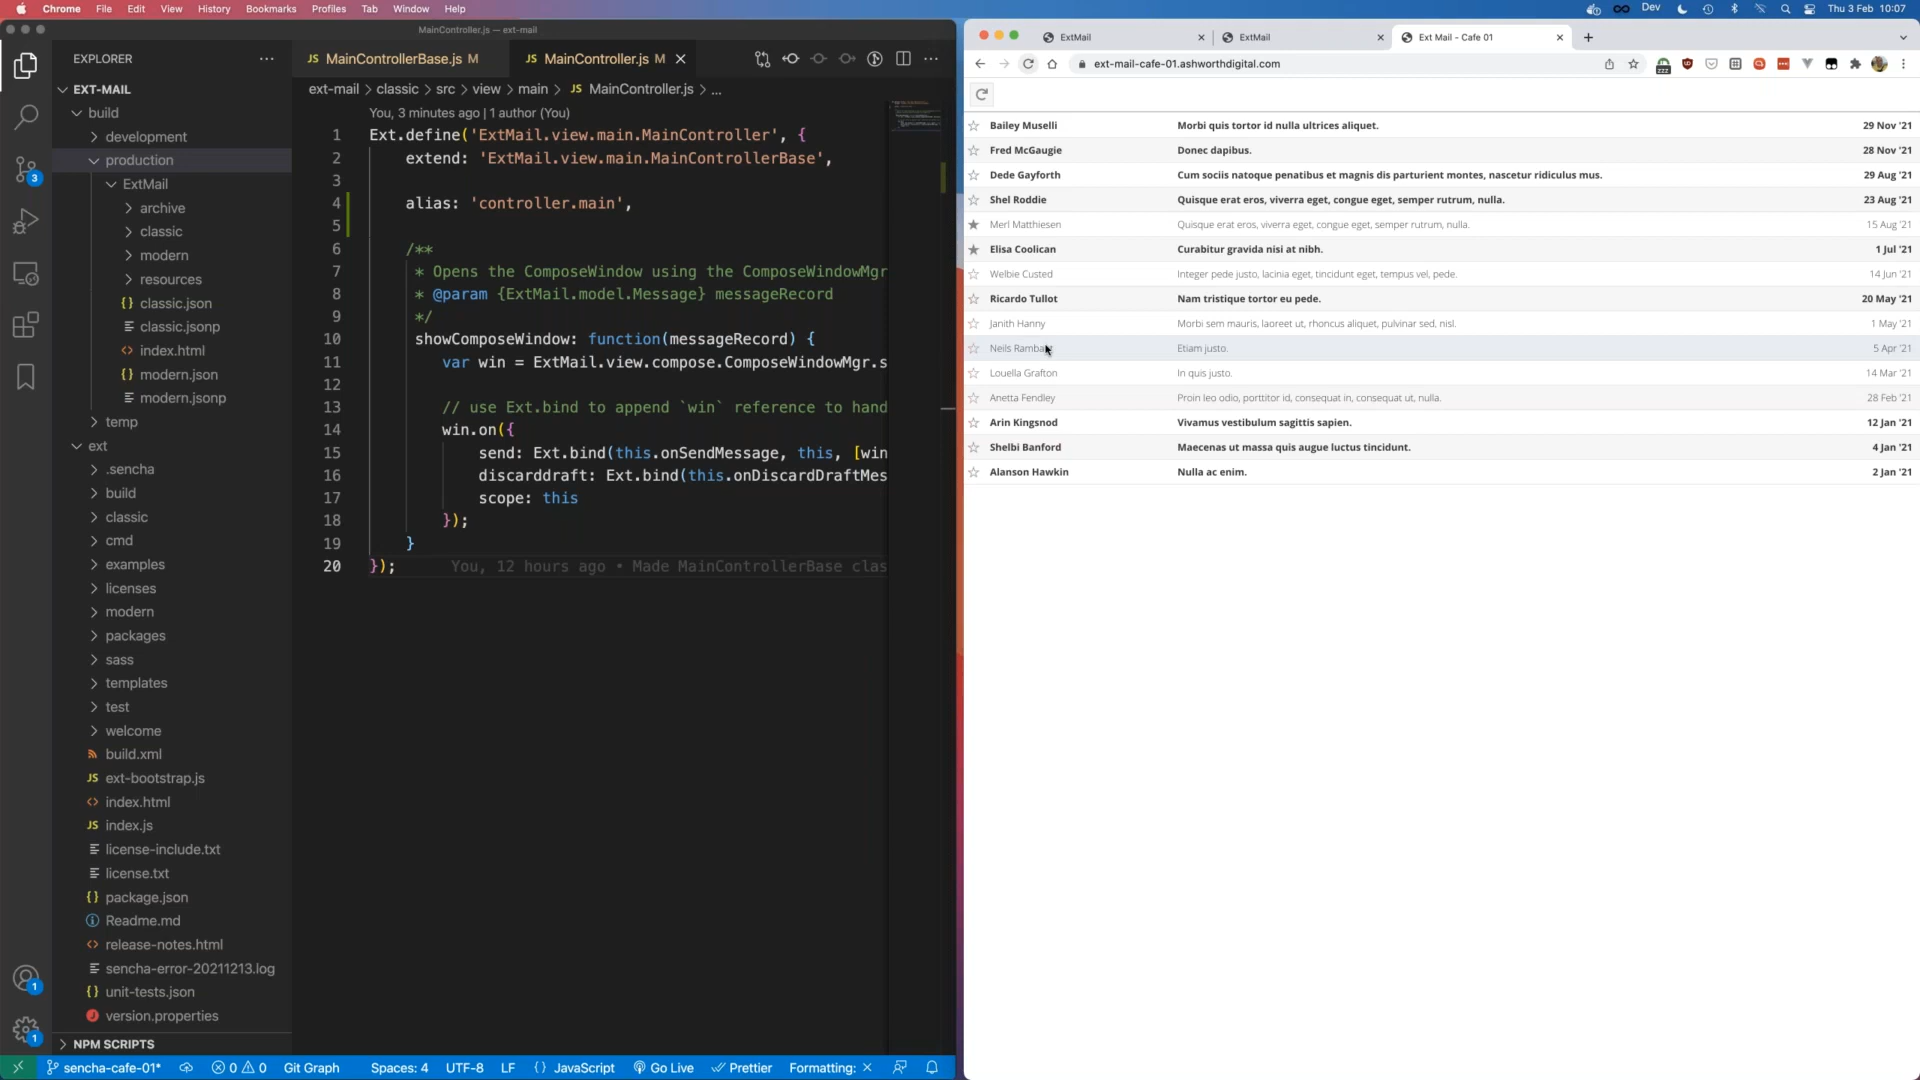 Chrome File Edit View History Bookmarks Profiles Tab Window Help
Dev Thu 3 Feb 10:07
MainController.js — ext-mail
EXPLORER
EXT-MAIL
build
development
production
ExtMail
archive
classic
modern
resources
classic.json
classic.jsonp
index.html
modern.json
modern.jsonp
temp
ext
.sencha
build
classic
cmd
examples
licenses
modern
packages
sass
templates
test
welcome
build.xml
ext-bootstrap.js
index.html
index.js
license-include.txt
license.txt
package.json
Readme.md
release-notes.html
sencha-error-20211213.log
unit-tests.json
version.properties
NPM SCRIPTS
3
1
1
JS MainControllerBase.js M
JS MainController.js M
ext-mail > classic > src > view > main > JS MainController.js > ...
You, 3 minutes ago | 1 author (You)
1 Ext.define('ExtMail.view.main.MainController', {
2 extend: 'ExtMail.view.main.MainControllerBase',
3
4 alias: 'controller.main',
5
6 /**
7 * Opens the ComposeWindow using the ComposeWindowMgr
8 * @param {ExtMail.model.Message} messageRecord
9 */
10 showComposeWindow: function(messageRecord) {
11 var win = ExtMail.view.compose.ComposeWindowMgr.s
12
13 // use Ext.bind to append `win` reference to hand
14 win.on({
15 send: Ext.bind(this.onSendMessage, this, [win
16 discarddraft: Ext.bind(this.onDiscardDraftMes
17 scope: this
18 });
19 }
20 }); You, 12 hours ago • Made MainControllerBase clas
sencha-cafe-01* 0 0 Git Graph Spaces: 4 UTF-8 LF {} JavaScript Go Live Prettier Formatting: ×
ExtMail
ExtMail
Ext Mail - Cafe 01
ext-mail-cafe-01.ashworthdigital.com
Bailey Muselli Morbi quis tortor id nulla ultrices aliquet. 29 Nov '21
Fred McGaugie Donec dapibus. 28 Nov '21
Dede Gayforth Cum sociis natoque penatibus et magnis dis parturient montes, nascetur ridiculus mus. 29 Aug '21
Shel Roddie Quisque erat eros, viverra eget, congue eget, semper rutrum, nulla. 23 Aug '21
Merl Matthiesen Quisque erat eros, viverra eget, congue eget, semper rutrum, nulla. 15 Aug '21
Elisa Coolican Curabitur gravida nisi at nibh. 1 Jul '21
Welbie Custed Integer pede justo, lacinia eget, tincidunt eget, tempus vel, pede. 14 Jun '21
Ricardo Tullot Nam tristique tortor eu pede. 20 May '21
Janith Hanny Morbi sem mauris, laoreet ut, rhoncus aliquet, pulvinar sed, nisl. 1 May '21
Neils Etiam justo. 5 Apr '21
Louella Grafton In quis justo. 14 Mar '21
Anetta Fendley Proin leo odio, porttitor id, consequat in, consequat ut, nulla. 28 Feb '21
Arin Kingsnod Vivamus vestibulum sagittis sapien. 12 Jan '21
Shelbi Banford Maecenas ut massa quis augue luctus tincidunt. 4 Jan '21
Alanson Hawkin Nulla ac enim. 2 Jan '21